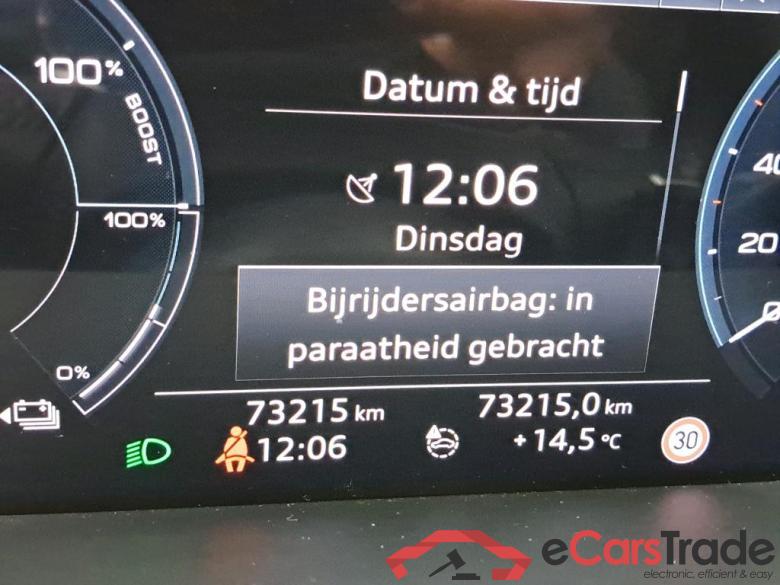 100%
BOOST
100%
0%
Datum & tijd
12:06
Dinsdag
Bijrijdersairbag: in
paraatheid gebracht
40
20
0
73215 km
73215,0 km
12:06
+14,5 °C
30
eCarsTrade
electronic, efficient & easy